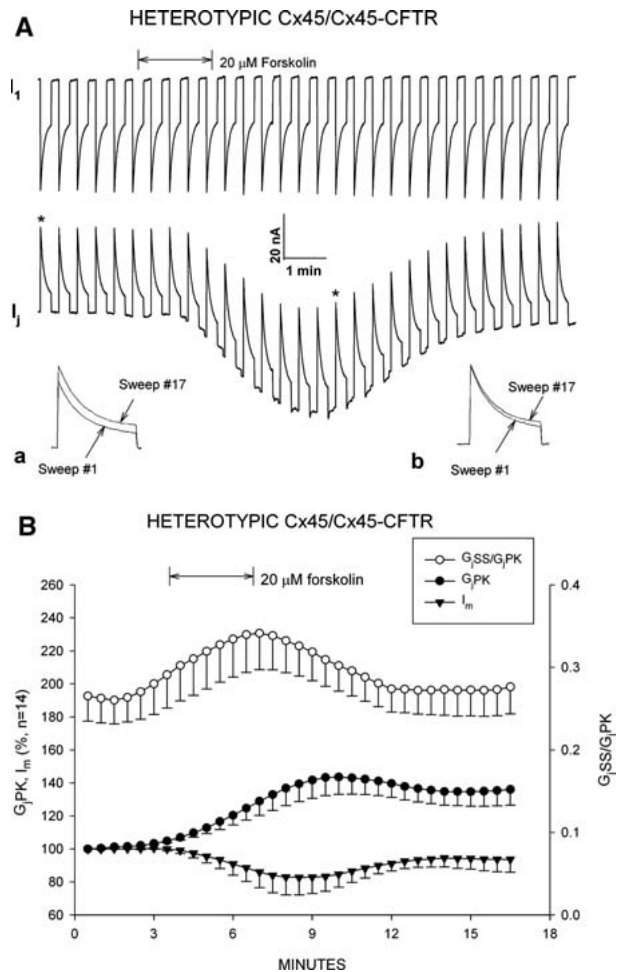 HETEROTYPIC Cx45/Cx45-CFTR
A
20 µM Forskolin
I1
*
20 nA
1 min
*
Ij
Sweep #17
Sweep #1
a
Sweep #17
Sweep #1
b
B
HETEROTYPIC Cx45/Cx45-CFTR
20 µM forskolin
GjSS/GjPK
GjPK
Im
260
240
220
200
180
160
140
120
100
80
60
GjPK, Im (%, n=14)
0.4
0.3
0.2
0.1
0.0
GjSS/GjPK
0 3 6 9 12 15 18
MINUTES